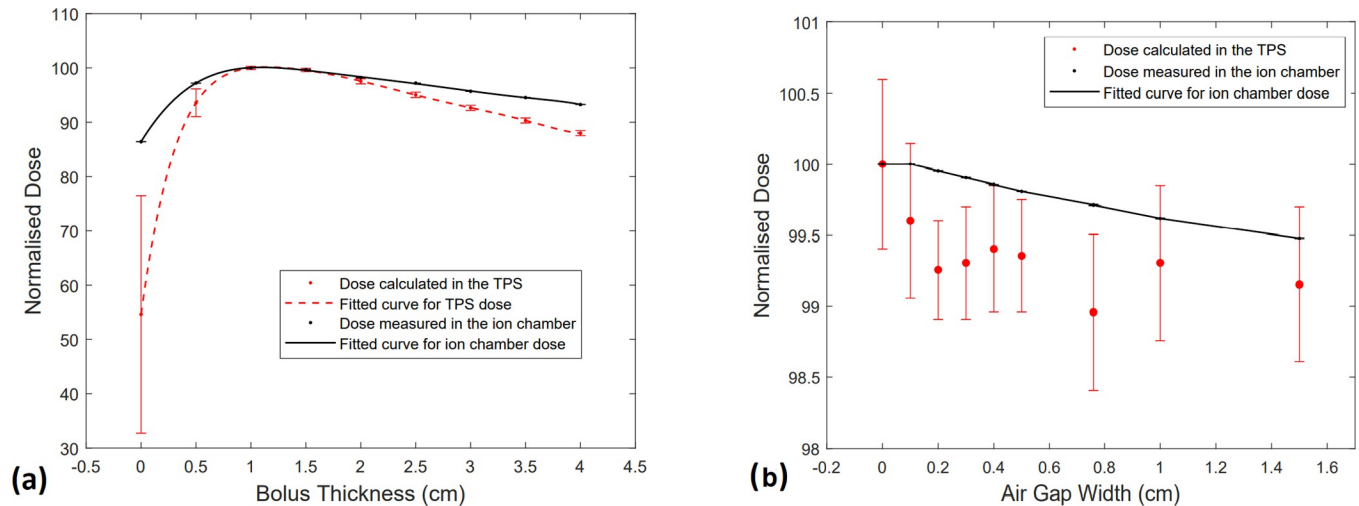 110
100
90
80
70
60
50
40
30
-0.5 0 0.5 1 1.5 2 2.5 3 3.5 4 4.5
Normalised Dose
Bolus Thickness (cm)
Dose calculated in the TPS
Fitted curve for TPS dose
Dose measured in the ion chamber
Fitted curve for ion chamber dose
(a)
101
100.5
100
99.5
99
98.5
98
-0.2 0 0.2 0.4 0.6 0.8 1 1.2 1.4 1.6
Normalised Dose
Air Gap Width (cm)
Dose calculated in the TPS
Dose measured in the ion chamber
Fitted curve for ion chamber dose
(b)